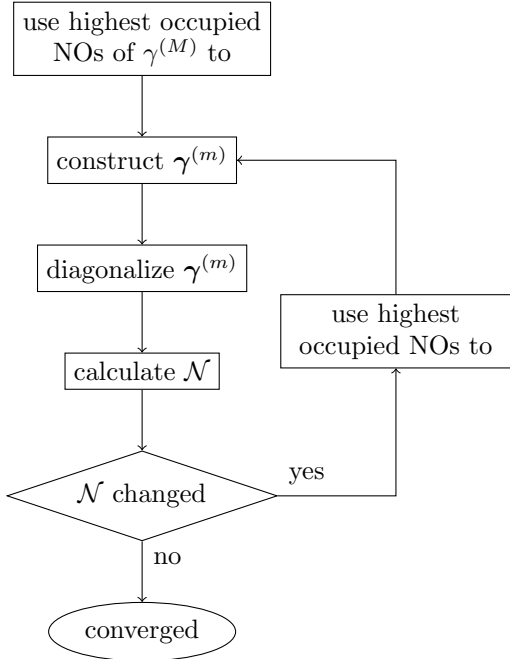 use highest occupied
NOs of γ^(M) to
construct γ^(m)
diagonalize γ^(m)
use highest
occupied NOs to
calculate 𝒩
yes
𝒩 changed
no
converged